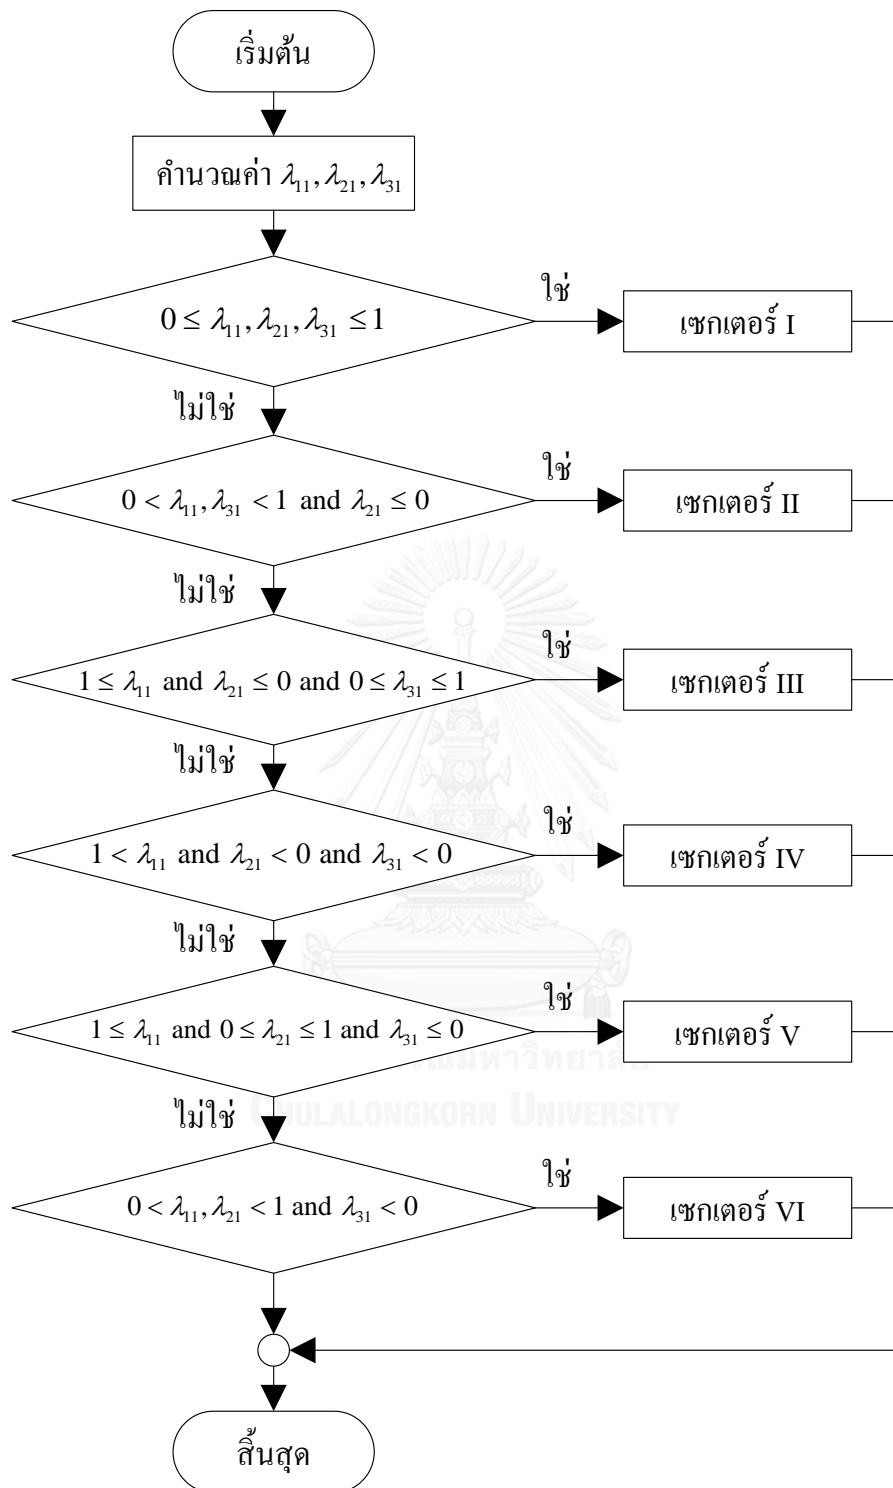 เริ่มต้น
คำนวณค่า λ₁₁, λ₂₁, λ₃₁
0 ≤ λ₁₁, λ₂₁, λ₃₁ ≤ 1
ใช่
เซกเตอร์ I
ไม่ใช่
0 < λ₁₁, λ₃₁ < 1 and λ₂₁ ≤ 0
ใช่
เซกเตอร์ II
ไม่ใช่
1 ≤ λ₁₁ and λ₂₁ ≤ 0 and 0 ≤ λ₃₁ ≤ 1
ใช่
เซกเตอร์ III
ไม่ใช่
1 < λ₁₁ and λ₂₁ < 0 and λ₃₁ < 0
ใช่
เซกเตอร์ IV
ไม่ใช่
1 ≤ λ₁₁ and 0 ≤ λ₂₁ ≤ 1 and λ₃₁ ≤ 0
ใช่
เซกเตอร์ V
ไม่ใช่
CHULALONGKORN UNIVERSITY
0 < λ₁₁, λ₂₁ < 1 and λ₃₁ < 0
ใช่
เซกเตอร์ VI
สิ้นสุด